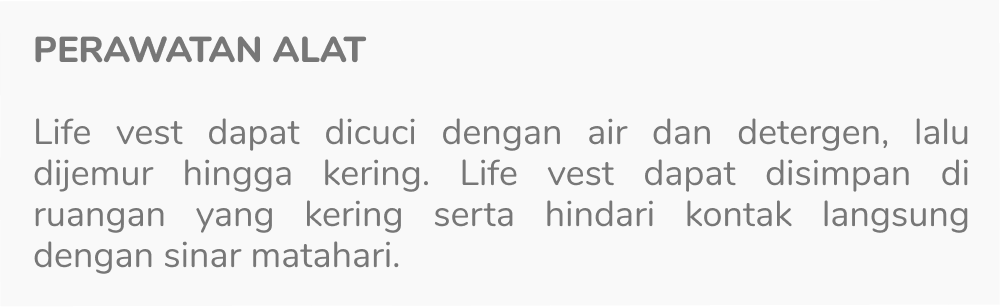 PERAWATAN ALAT
Life vest dapat dicuci dengan air dan detergen, lalu
dijemur hingga kering. Life vest dapat disimpan di
ruangan yang kering serta hindari kontak langsung
dengan sinar matahari.